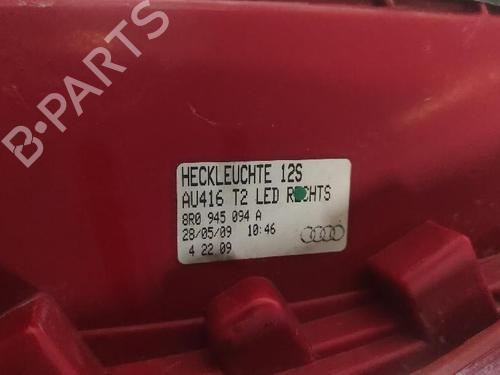 B-PARTS
HECKLEUCHTE 12S
AU416 T2 LED RECHTS
8R0 945 094 A
28/05/09 10:46
4 22 09